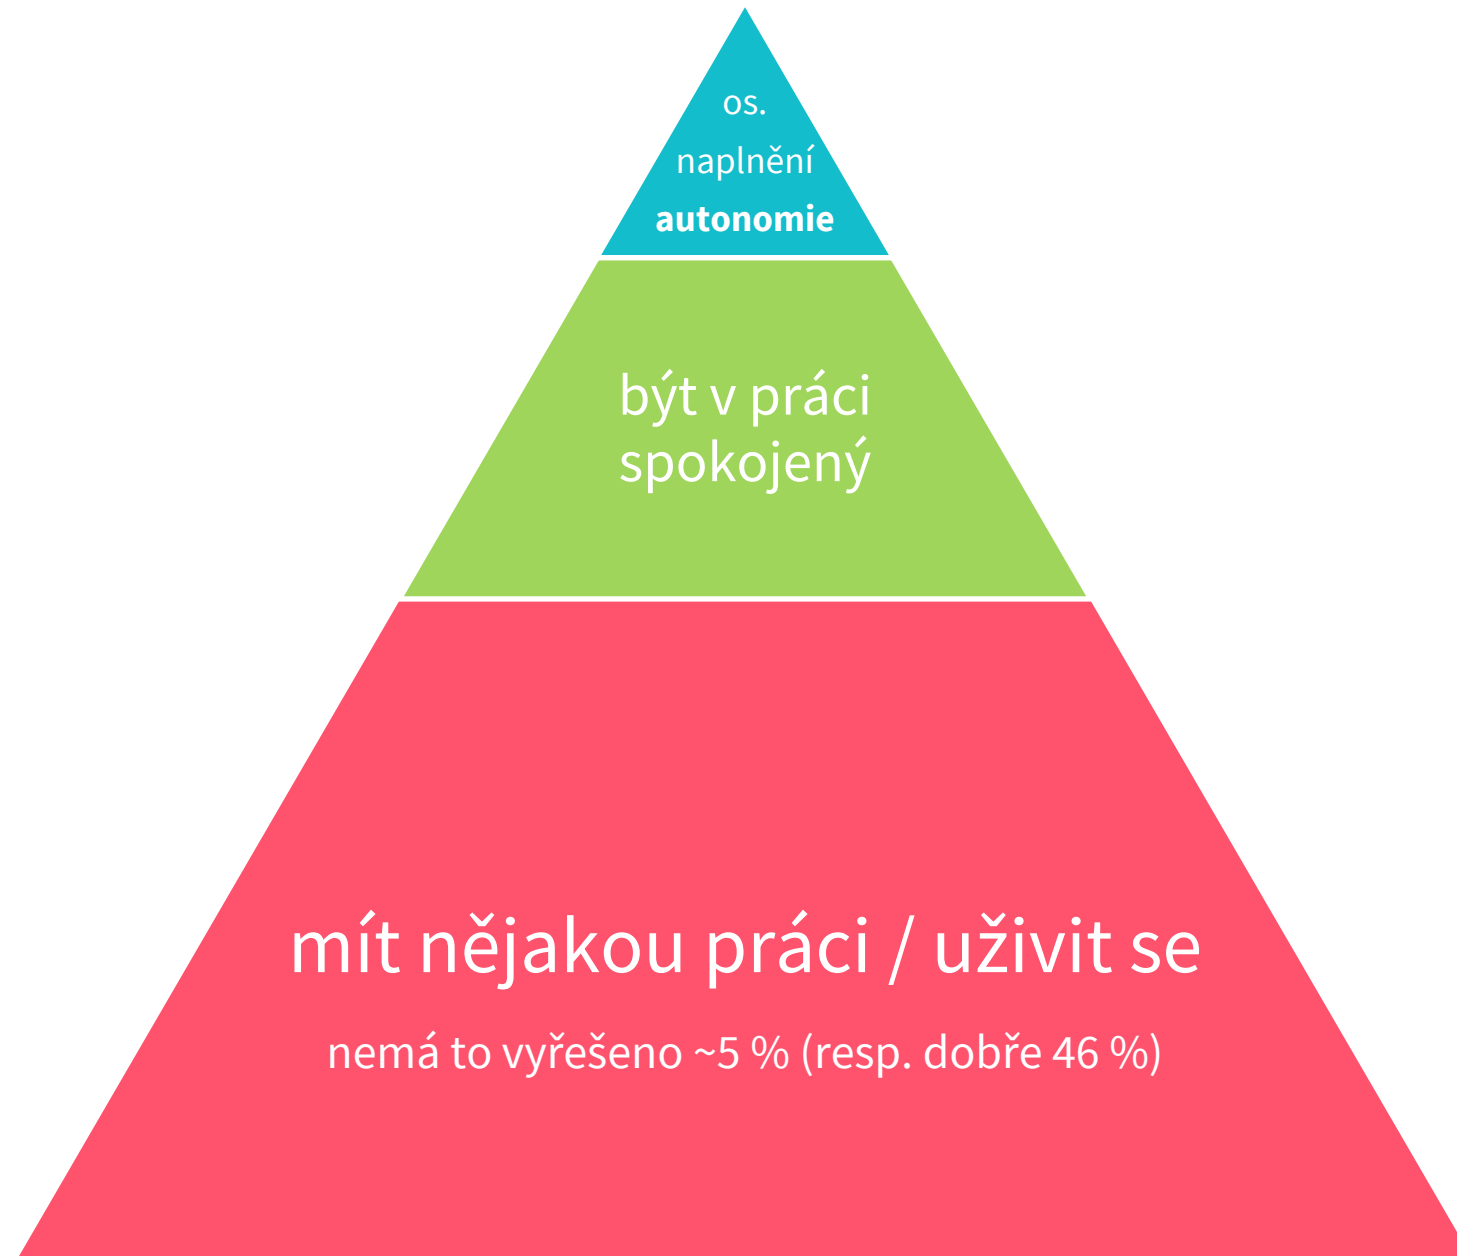 os.
naplnění
autonomie
být v práci
spokojený
mít nějakou práci / uživit se
nemá to vyřešeno ~5 % (resp. dobře 46 %)